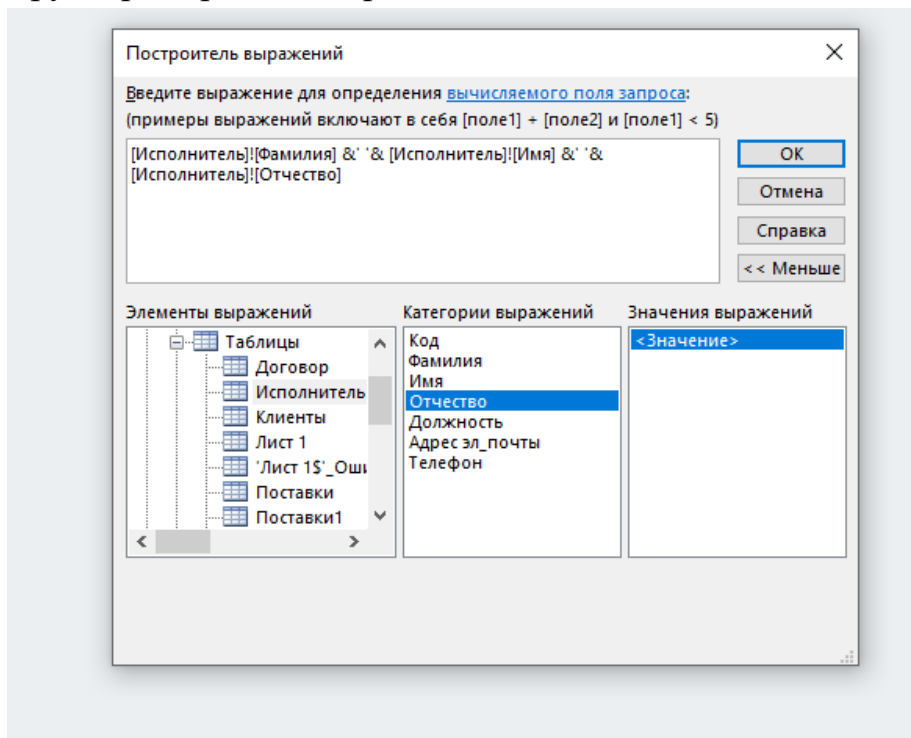 Построитель выражений
Введите выражение для определения вычисляемого поля запроса:
(примеры выражений включают в себя [поле1] + [поле2] и [поле1] < 5)
[Исполнитель]![Фамилия] &' '& [Исполнитель]![Имя] &' '&
[Исполнитель]![Отчество]
ОК
Отмена
Справка
<< Меньше
Элементы выражений
Таблицы
Договор
Исполнитель
Клиенты
Лист 1
'Лист 1$'_Оши
Поставки
Поставки1
Категории выражений
Код
Фамилия
Имя
Отчество
Должность
Адрес эл_почты
Телефон
Значения выражений
<Значение>